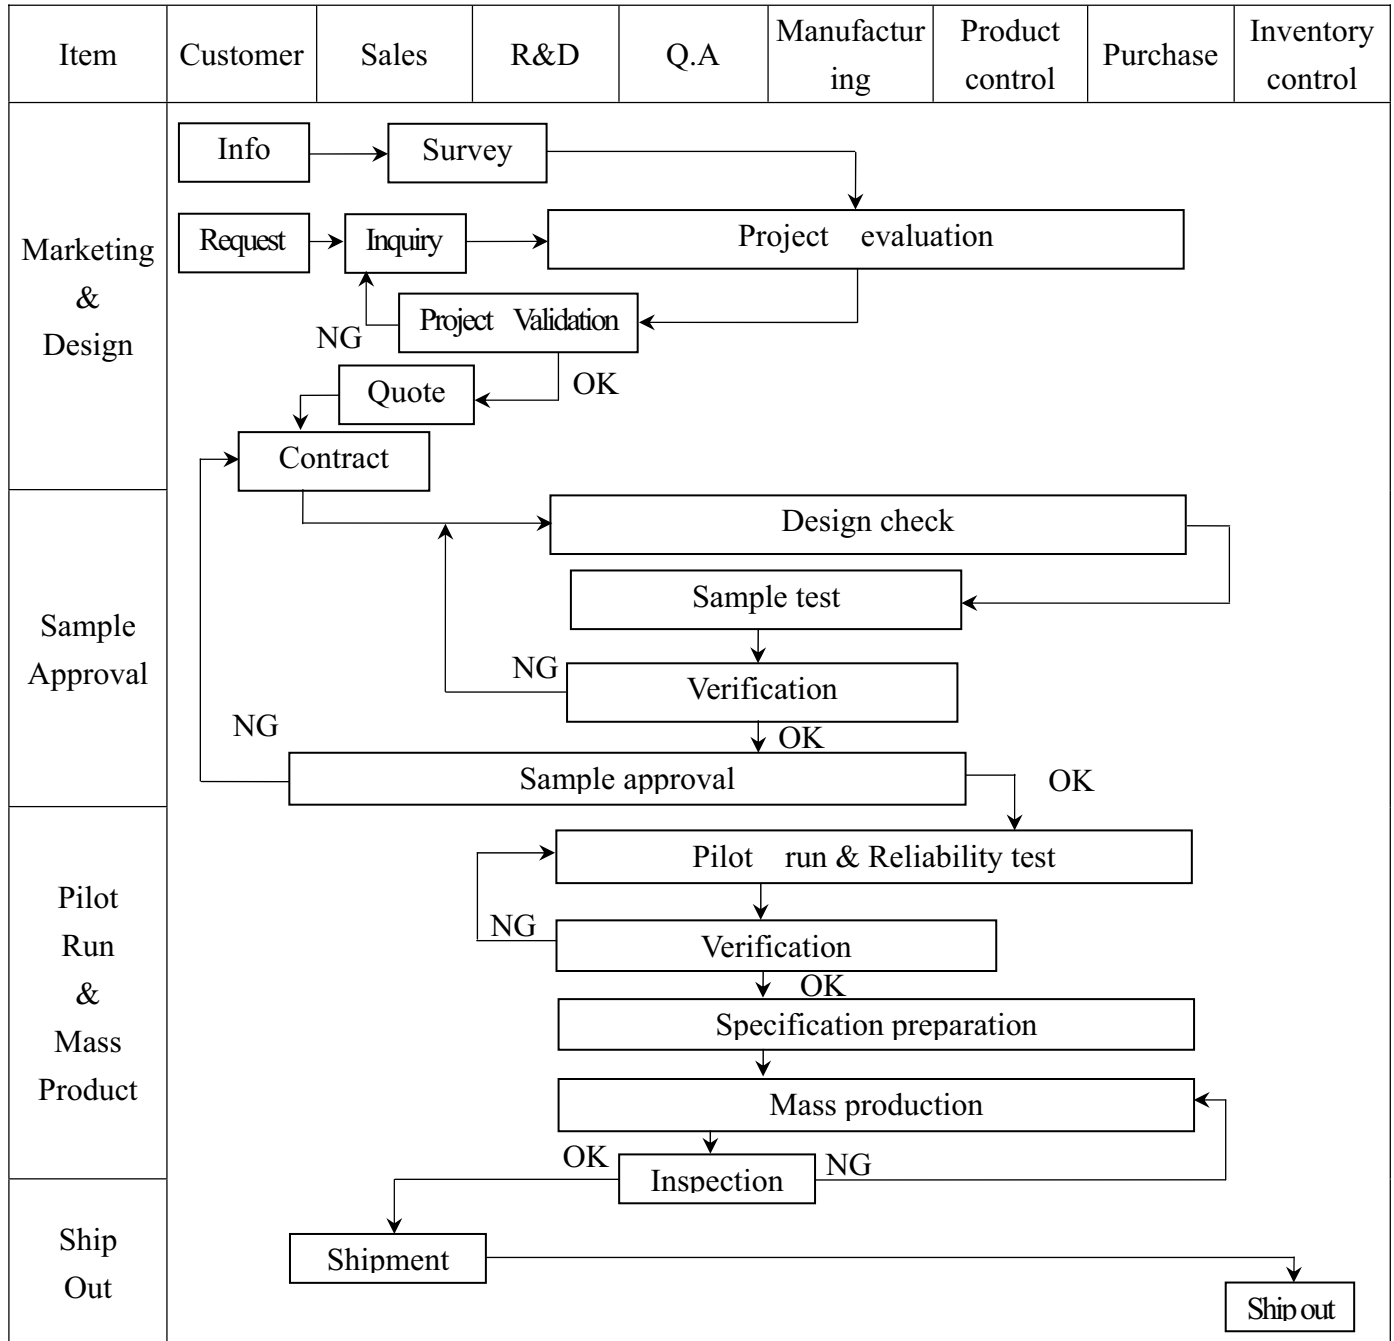 Item
Customer
Sales
R&D
Q.A
Manufactur
ing
Product
control
Purchase
Inventory
control
Marketing
&
Design
Info
Survey
Request
Inquiry
Project evaluation
NG
Project Validation
OK
Quote
Contract
Sample
Approval
Design check
Sample test
NG
Verification
OK
NG
Sample approval
OK
Pilot
Run
&
Mass
Product
Pilot run & Reliability test
NG
Verification
OK
Specification preparation
Mass production
OK
Inspection
NG
Ship
Out
Shipment
Ship out